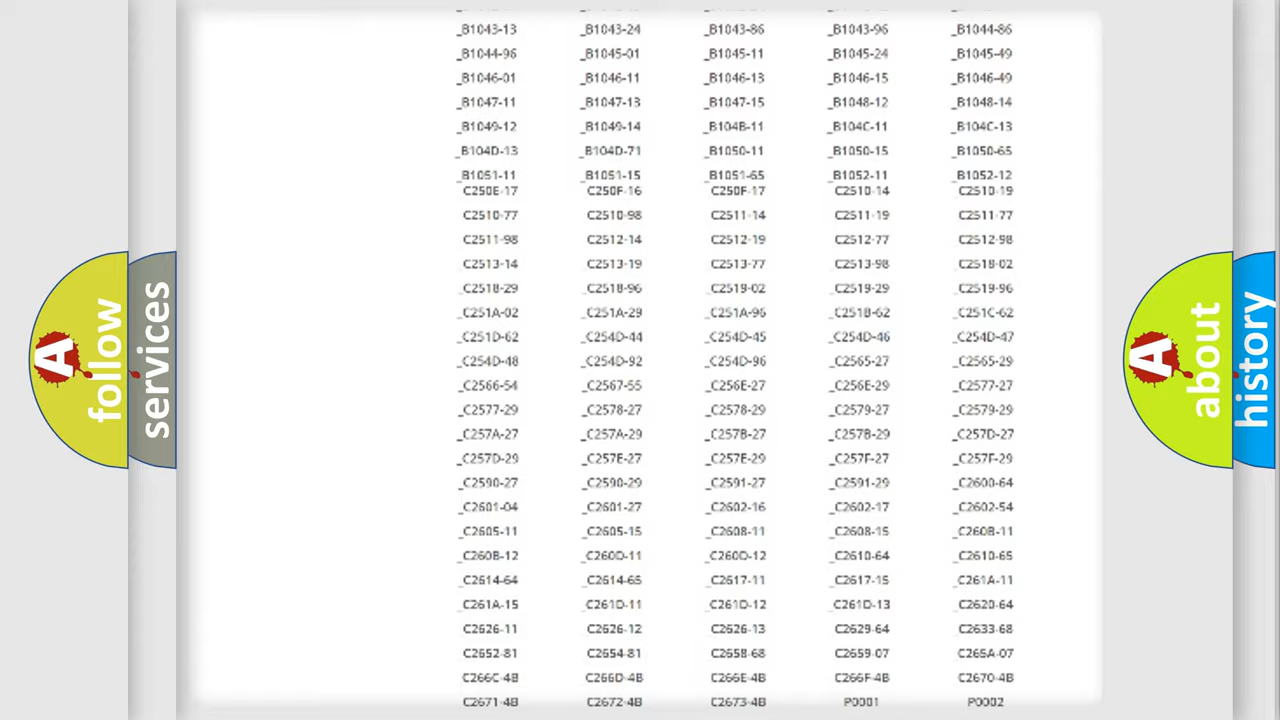 _B1043-13 _B1043-24 _B1043-86 _B1043-96 _B1044-86
_B1044-96 _B1045-01 _B1045-11 _B1045-24 _B1045-49
_B1046-01 _B1046-11 _B1046-13 _B1046-15 _B1046-49
_B1047-11 _B1047-13 _B1047-15 _B1048-12 _B1048-14
_B1049-12 _B1049-14 _B104B-11 _B104C-11 _B104C-13
_B104D-13 _B104D-71 _B1050-11 _B1050-15 _B1050-65
_B1051-11 _B1051-15 _B1051-65 _B1052-11 _B1052-12
C250E-17 C250F-16 C250F-17 C2510-14 C2510-19
C2510-77 C2510-98 C2511-14 C2511-19 C2511-77
C2511-98 C2512-14 C2512-19 C2512-77 C2512-98
C2513-14 C2513-19 C2513-77 C2513-98 C2518-02
_C2518-29 _C2518-96 _C2519-02 _C2519-29 _C2519-96
_C251A-02 _C251A-29 _C251A-96 _C251B-62 _C251C-62
_C251D-62 _C254D-44 _C254D-45 _C254D-46 _C254D-47
_C254D-48 _C254D-92 _C254D-96 _C2565-27 _C2565-29
_C2566-54 _C2567-55 _C256E-27 _C256E-29 _C2577-27
_C2577-29 _C2578-27 _C2578-29 _C2579-27 _C2579-29
_C257A-27 _C257A-29 _C257B-27 _C257B-29 _C257D-27
_C257D-29 _C257E-27 _C257E-29 _C257F-27 _C257F-29
_C2590-27 _C2590-29 _C2591-27 _C2591-29 _C2600-64
_C2601-04 _C2601-27 _C2602-16 _C2602-17 _C2602-54
_C2605-11 _C2605-15 _C2608-11 _C2608-15 _C260B-11
_C260B-12 _C260D-11 _C260D-12 _C2610-64 _C2610-65
_C2614-64 _C2614-65 _C2617-11 _C2617-15 _C261A-11
_C261A-15 _C261D-11 _C261D-12 _C261D-13 _C2620-64
C2626-11 C2626-12 C2626-13 C2629-64 C2633-68
C2652-81 C2654-81 C2658-68 C2659-07 C265A-07
C266C-4B C266D-4B C266E-4B C266F-4B C2670-4B
C2671-4B C2672-4B C2673-4B P0001 P0002
A follow
services
A about
history